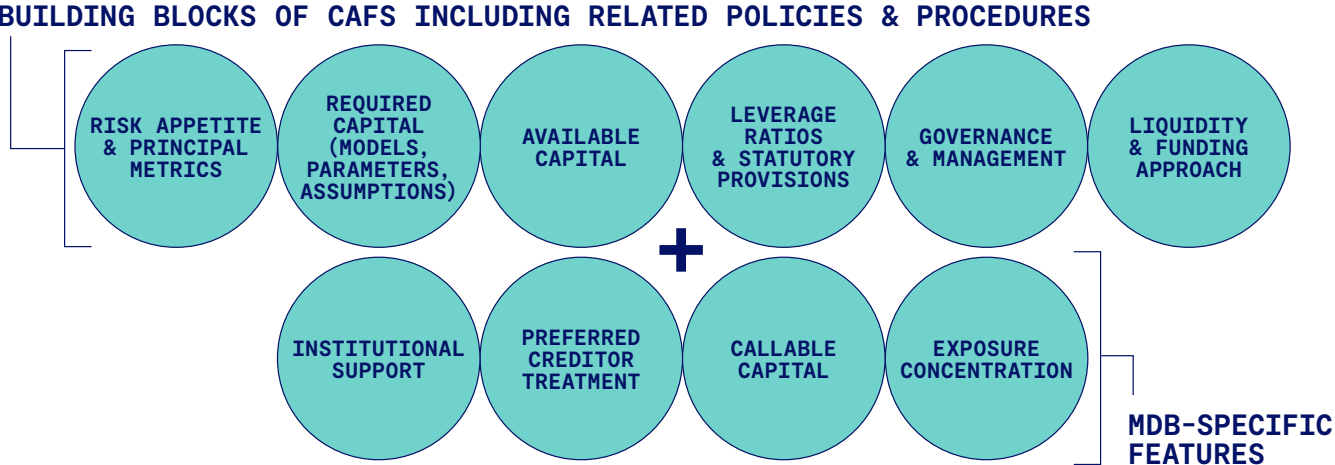 BUILDING BLOCKS OF CAFS INCLUDING RELATED POLICIES & PROCEDURES
RISK APPETITE
& PRINCIPAL
METRICS
REQUIRED
CAPITAL
(MODELS,
PARAMETERS,
ASSUMPTIONS)
AVAILABLE
CAPITAL
LEVERAGE
RATIOS
& STATUTORY
PROVISIONS
GOVERNANCE
& MANAGEMENT
LIQUIDITY
& FUNDING
APPROACH
+
INSTITUTIONAL
SUPPORT
PREFERRED
CREDITOR
TREATMENT
CALLABLE
CAPITAL
EXPOSURE
CONCENTRATION
MDB-SPECIFIC
FEATURES